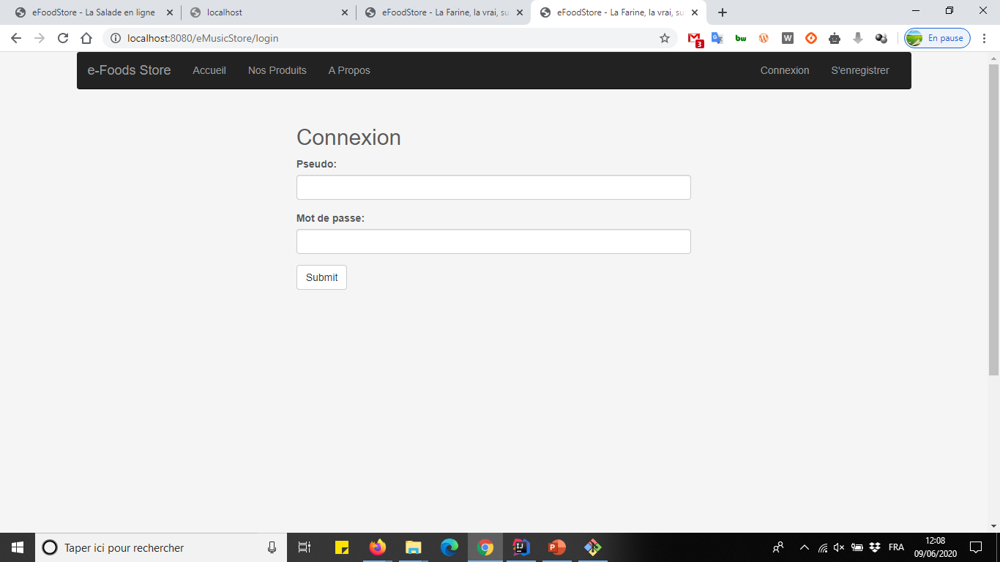 eFoodStore - La Salade en ligne
localhost
eFoodStore - La Farine, la vrai, su
eFoodStore - La Farine, la vrai, su
localhost:8080/eMusicStore/login
3
bw
W
En pause
e-Foods Store Accueil Nos Produits A Propos Connexion S'enregistrer
Connexion
Pseudo:
Mot de passe:
Submit
Taper ici pour rechercher
FRA
12:08
09/06/2020